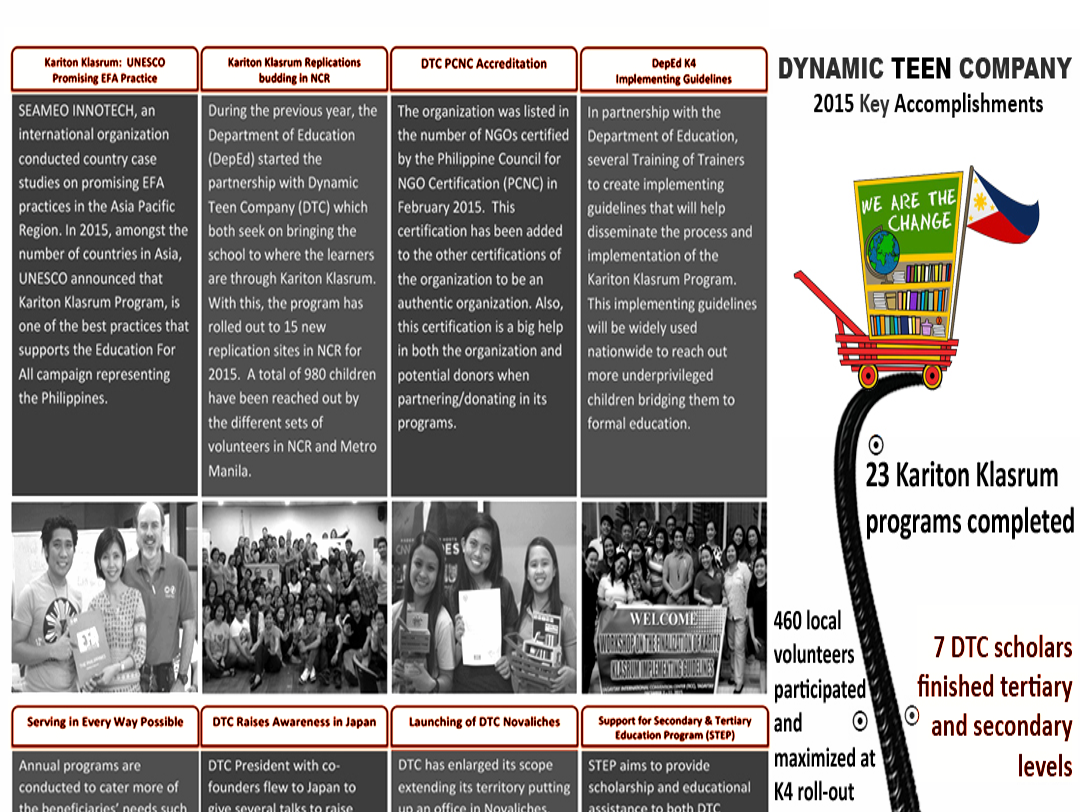 Kariton Klasrum: UNESCO
Promising EFA Practice
SEAMEO INNOTECH, an
international organization
conducted country case
studies on promising EFA
practices in the Asia Pacific
Region. In 2015, amongst the
number of countries in Asia,
UNESCO announced that
Kariton Klasrum Program, is
one of the best practices that
supports the Education For
All campaign representing
the Philippines.
Kariton Klasrum Replications
budding in NCR
During the previous year, the
Department of Education
(DepEd) started the
partnership with Dynamic
Teen Company (DTC) which
both seek on bringing the
school to where the learners
are through Kariton Klasrum.
With this, the program has
rolled out to 15 new
replication sites in NCR for
2015. A total of 980 children
have been reached out by
the different sets of
volunteers in NCR and Metro
Manila.
DTC PCNC Accreditation
The organization was listed in
the number of NGOs certified
by the Philippine Council for
NGO Certification (PCNC) in
February 2015. This
certification has been added
to the other certifications of
the organization to be an
authentic organization. Also,
this certification is a big help
in both the organization and
potential donors when
partnering/donating in its
programs.
DepEd K4
Implementing Guidelines
In partnership with the
Department of Education,
several Training of Trainers
to create implementing
guidelines that will help
disseminate the process and
implementation of the
Kariton Klasrum Program.
This implementing guidelines
will be widely used
nationwide to reach out
more underprivileged
children bridging them to
formal education.
WELCOME
WORKSHOP ON THE FINALIZATION OF KARITO
KLASRUM IMPLEMENTING GUIDELINES
Serving in Every Way Possible
Annual programs are
conducted to cater more of
the beneficiaries' needs such
DTC Raises Awareness in Japan
DTC President with co-
founders flew to Japan to
give several talks to raise
Launching of DTC Novaliches
DTC has enlarged its scope
extending its territory putting
up an office in Novaliches.
Support for Secondary & Tertiary
Education Program (STEP)
STEP aims to provide
scholarship and educational
assistance to both DTC
DYNAMIC TEEN COMPANY
2015 Key Accomplishments
WE ARE THE
CHANGE
23 Kariton Klasrum
programs completed
460 local
volunteers
participated
and
maximized at
K4 roll-out
7 DTC scholars
finished tertiary
and secondary
levels